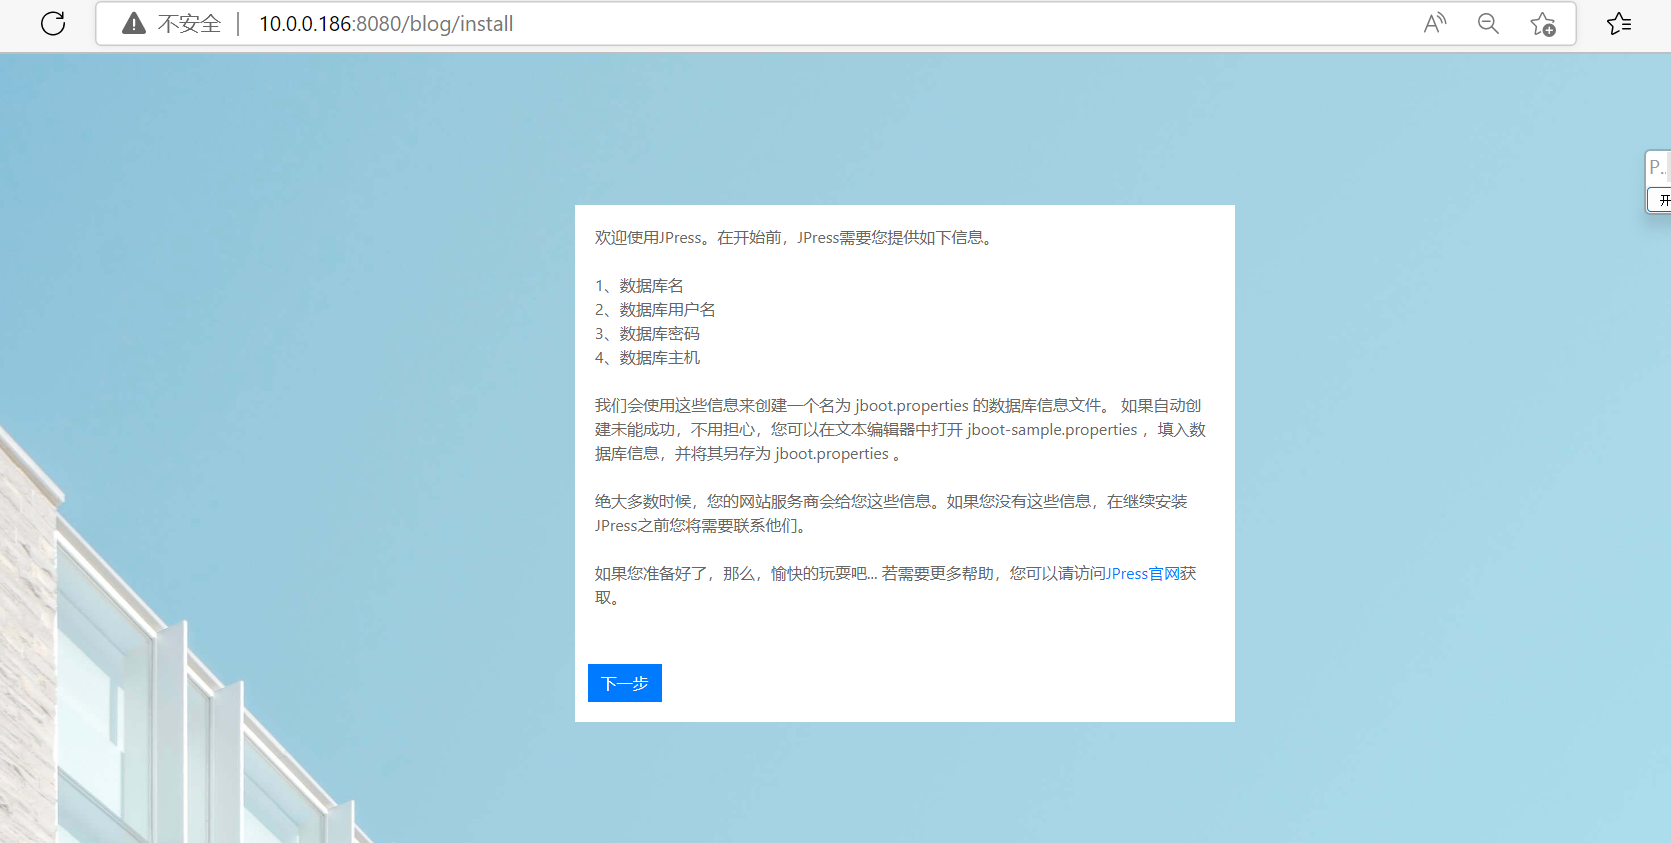 不安全 | 10.0.0.186:8080/blog/install
P..
开
欢迎使用JPress。在开始前，JPress需要您提供如下信息。
1、数据库名
2、数据库用户名
3、数据库密码
4、数据库主机
我们会使用这些信息来创建一个名为 jboot.properties 的数据库信息文件。 如果自动创
建未能成功，不用担心，您可以在文本编辑器中打开 jboot-sample.properties ，填入数
据库信息，并将其另存为 jboot.properties 。
绝大多数时候，您的网站服务商会给您这些信息。如果您没有这些信息，在继续安装
JPress之前您将需要联系他们。
如果您准备好了，那么，愉快的玩耍吧... 若需要更多帮助，您可以请访问JPress官网获
取。
下一步